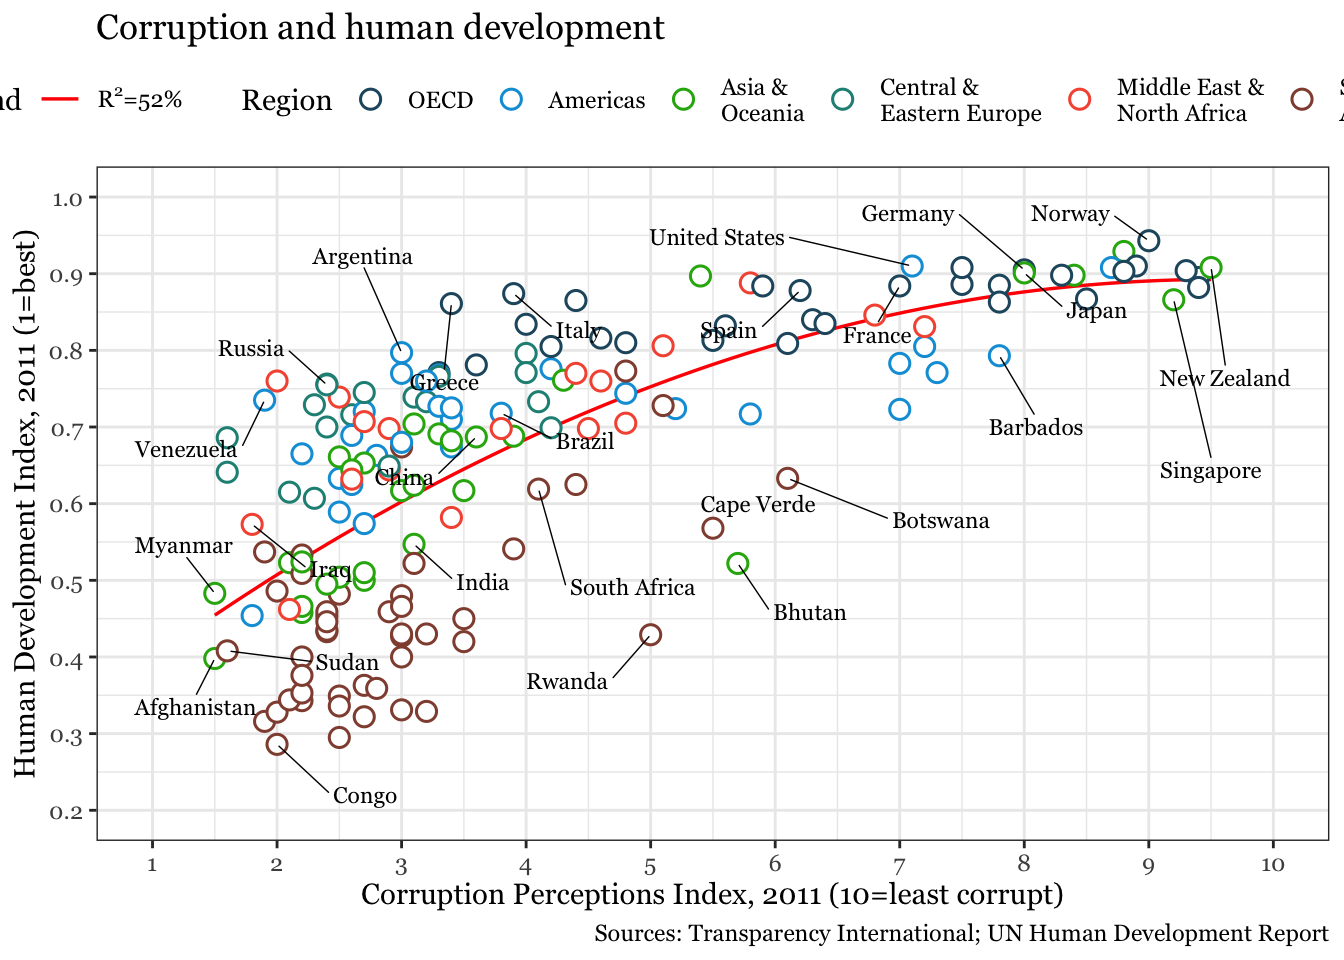 Corruption and human development
nd R²=52% Region OECD Americas Asia & Oceania Central & Eastern Europe Middle East & North Africa
1.0
0.9
0.8
0.7
0.6
0.5
0.4
0.3
0.2
Human Development Index, 2011 (1=best)
Germany
Norway
United States
Argentina
Italy
Spain
France
Japan
Russia
Greece
New Zealand
Venezuela
Brazil
Barbados
China
Singapore
Cape Verde
Botswana
Myanmar
Iraq
India
South Africa
Bhutan
Sudan
Rwanda
Afghanistan
Congo
1 2 3 4 5 6 7 8 9 10
Corruption Perceptions Index, 2011 (10=least corrupt)
Sources: Transparency International; UN Human Development Report